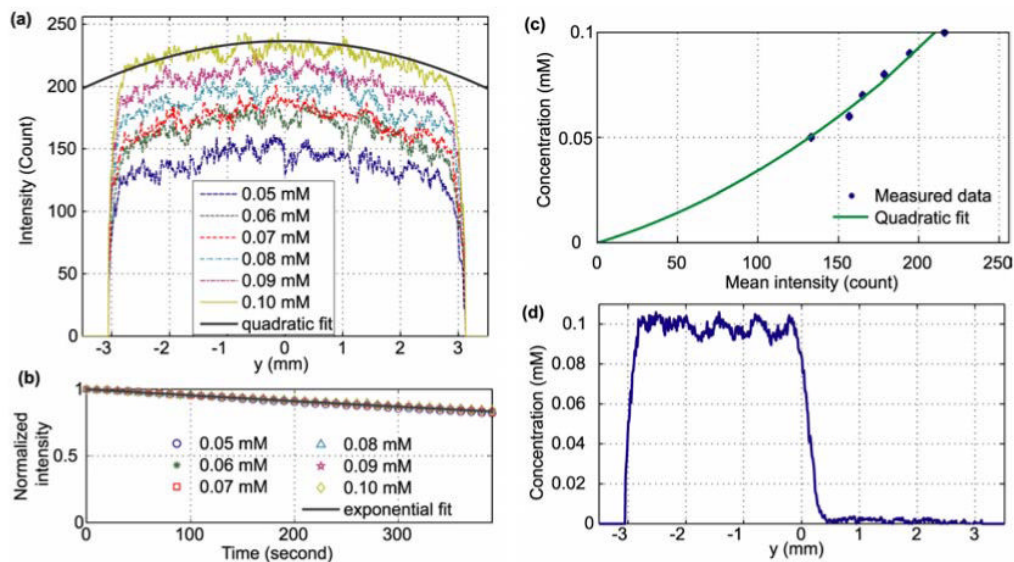 (a)
250
200
150
100
50
0
Intensity (Count)
0.05 mM
0.06 mM
0.07 mM
0.08 mM
0.09 mM
0.10 mM
quadratic fit
-3 -2 -1 0 1 2 3
y (mm)
(b)
1
0.5
0
Normalized
intensity
0.05 mM 0.08 mM
0.06 mM 0.09 mM
0.07 mM 0.10 mM
exponential fit
0 100 200 300
Time (second)
(c)
0.1
0.05
0
Concentration (mM)
Measured data
Quadratic fit
0 50 100 150 200 250
Mean intensity (count)
(d)
0.1
0.08
0.06
0.04
0.02
0
Concentration (mM)
-3 -2 -1 0 1 2 3
y (mm)